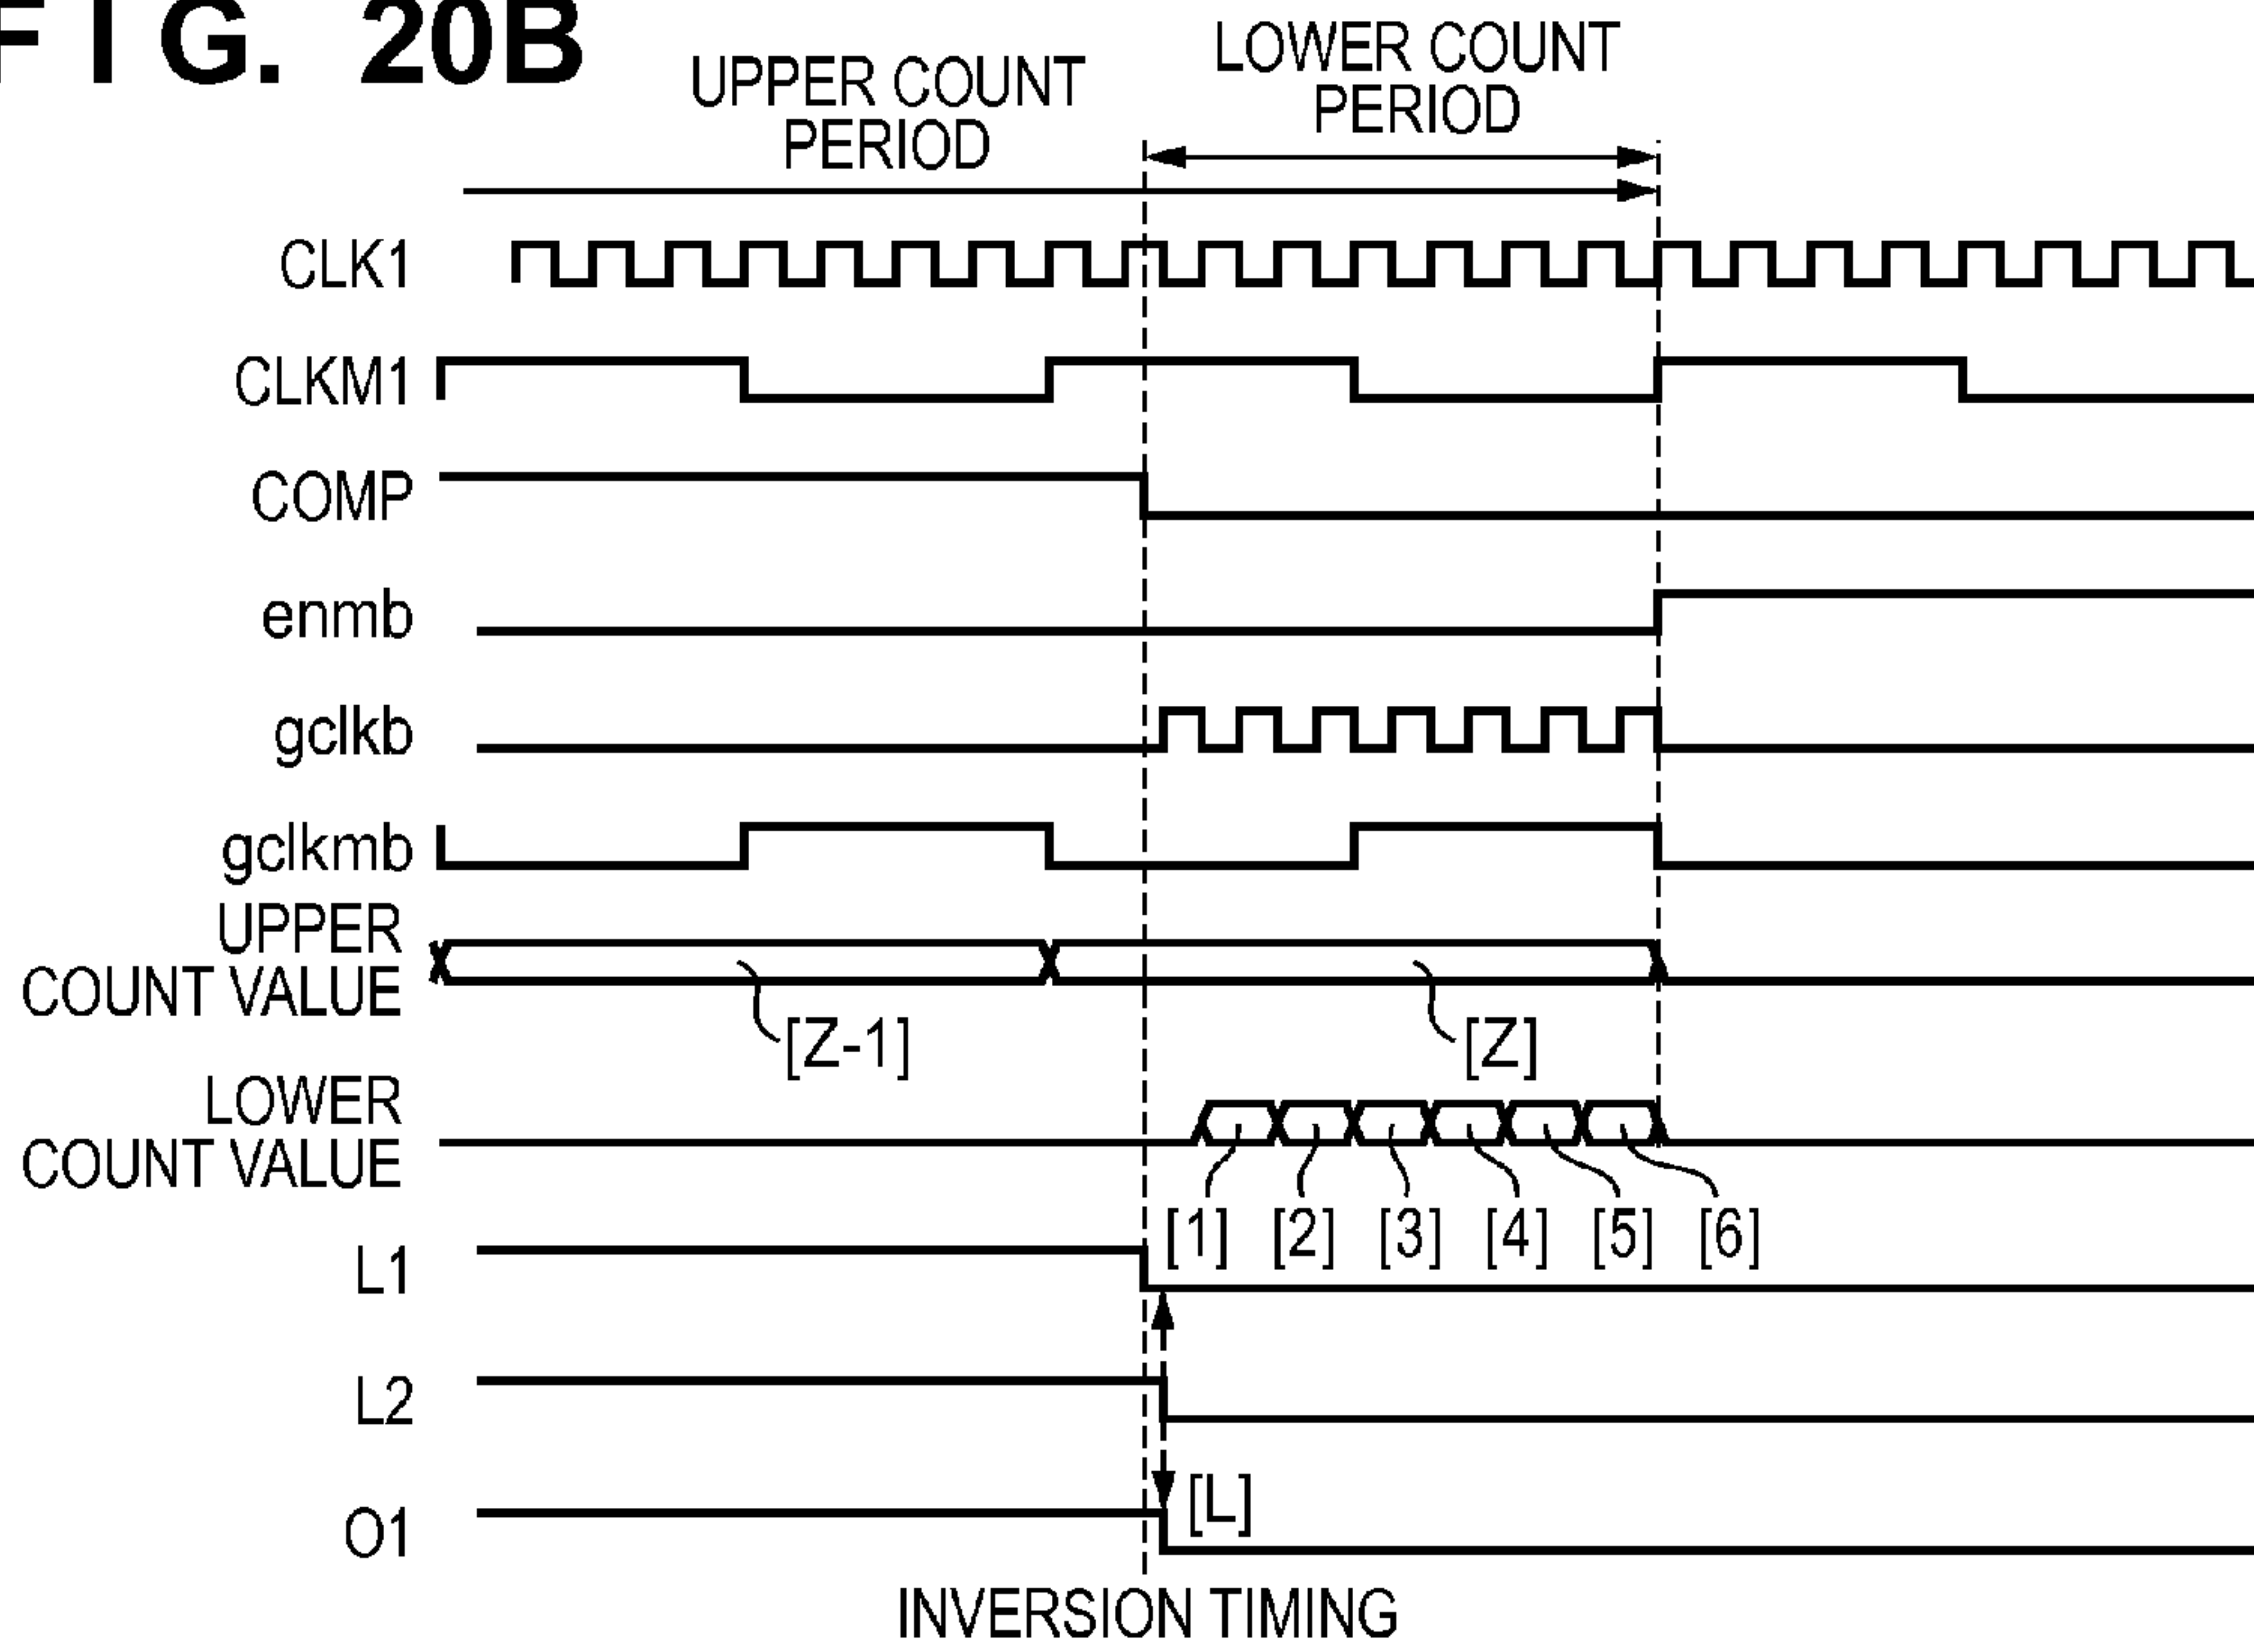 FIG. 20B
UPPER COUNT
PERIOD
LOWER COUNT
PERIOD
CLK1
CLKM1
COMP
enmb
gclkb
gclkmb
UPPER
COUNT VALUE
[Z-1]
[Z]
LOWER
COUNT VALUE
[1] [2] [3] [4] [5] [6]
L1
L2
[L]
O1
INVERSION TIMING